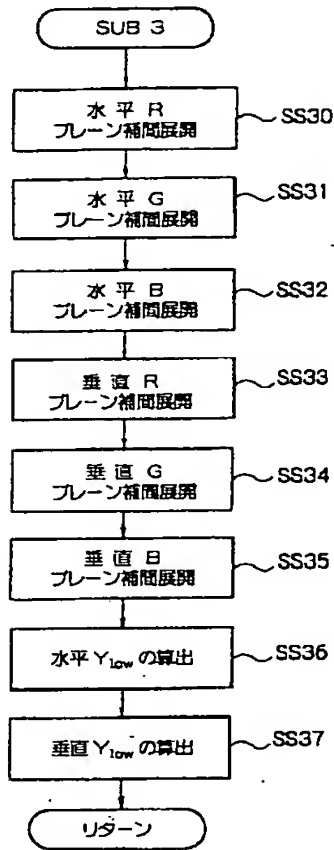 SUB 3
水 平 R
プレーン補間展開
SS30
水 平 G
プレーン補間展開
SS31
水 平 B
プレーン補間展開
SS32
垂 直 R
プレーン補間展開
SS33
垂 直 G
プレーン補間展開
SS34
垂 直 B
プレーン補間展開
SS35
水平 Ylow の算出
SS36
垂直 Ylow の算出
SS37
リターン